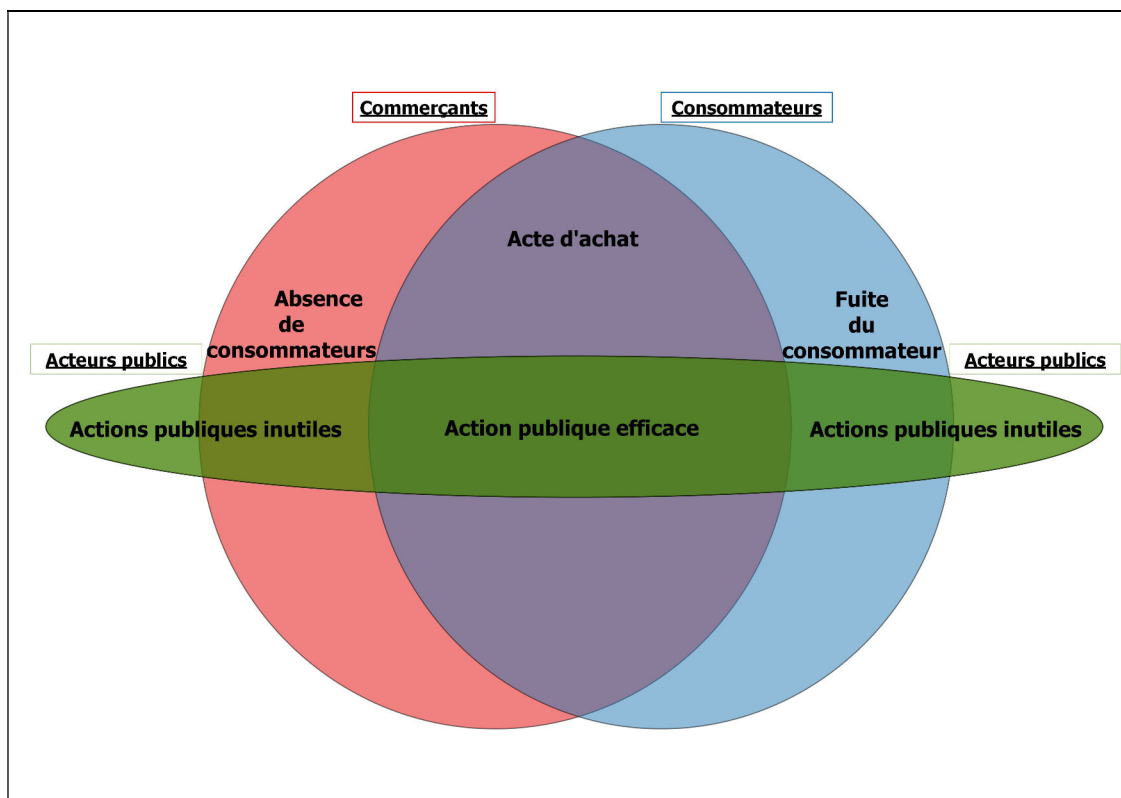 Commerçants
Consommateurs
Acte d'achat
Absence
de
consommateurs
Fuite
du
consommateur
Acteurs publics
Acteurs publics
Actions publiques inutiles
Action publique efficace
Actions publiques inutiles